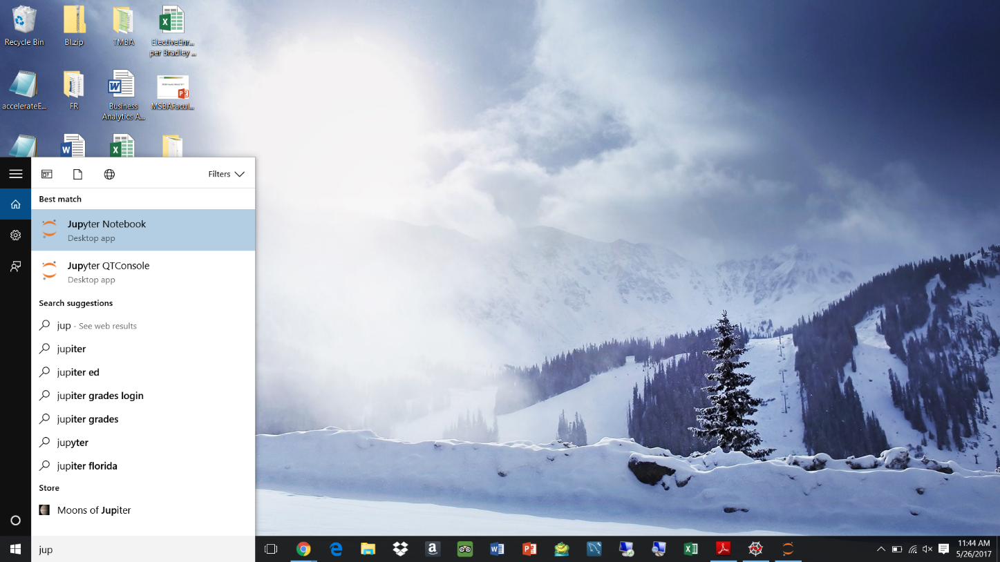 Recycle Bin
BI.zip
TMBA
ElectiveEnr...
per Bradley ...
accelerateE...
FR
Business
Analytics A...
MSBAFacul...
Filters
Best match
Jupyter Notebook
Desktop app
Jupyter QTConsole
Desktop app
Search suggestions
jup - See web results
jupiter
jupiter ed
jupiter grades login
jupiter grades
jupyter
jupiter florida
Store
Moons of Jupiter
jup
11:44 AM
5/26/2017